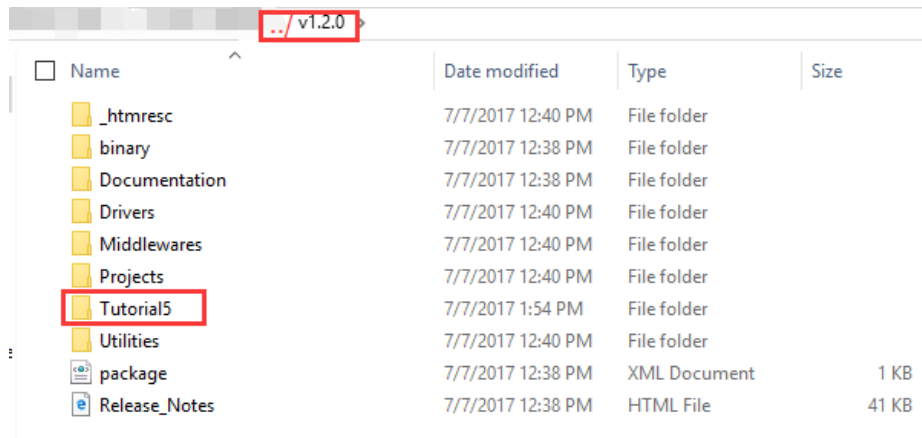 ../ v1.2.0 >
Name Date modified Type Size
_htmresc 7/7/2017 12:40 PM File folder
binary 7/7/2017 12:38 PM File folder
Documentation 7/7/2017 12:38 PM File folder
Drivers 7/7/2017 12:40 PM File folder
Middlewares 7/7/2017 12:40 PM File folder
Projects 7/7/2017 12:40 PM File folder
Tutorial5 7/7/2017 1:54 PM File folder
Utilities 7/7/2017 12:40 PM File folder
package 7/7/2017 12:38 PM XML Document 1 KB
Release_Notes 7/7/2017 12:38 PM HTML File 41 KB